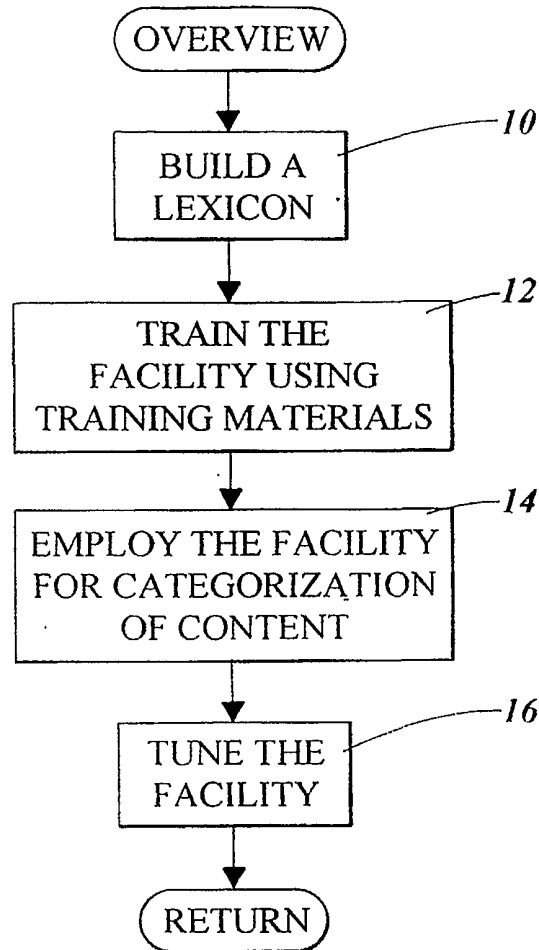 OVERVIEW
10
BUILD A
LEXICON
12
TRAIN THE
FACILITY USING
TRAINING MATERIALS
14
EMPLOY THE FACILITY
FOR CATEGORIZATION
OF CONTENT
16
TUNE THE
FACILITY
RETURN